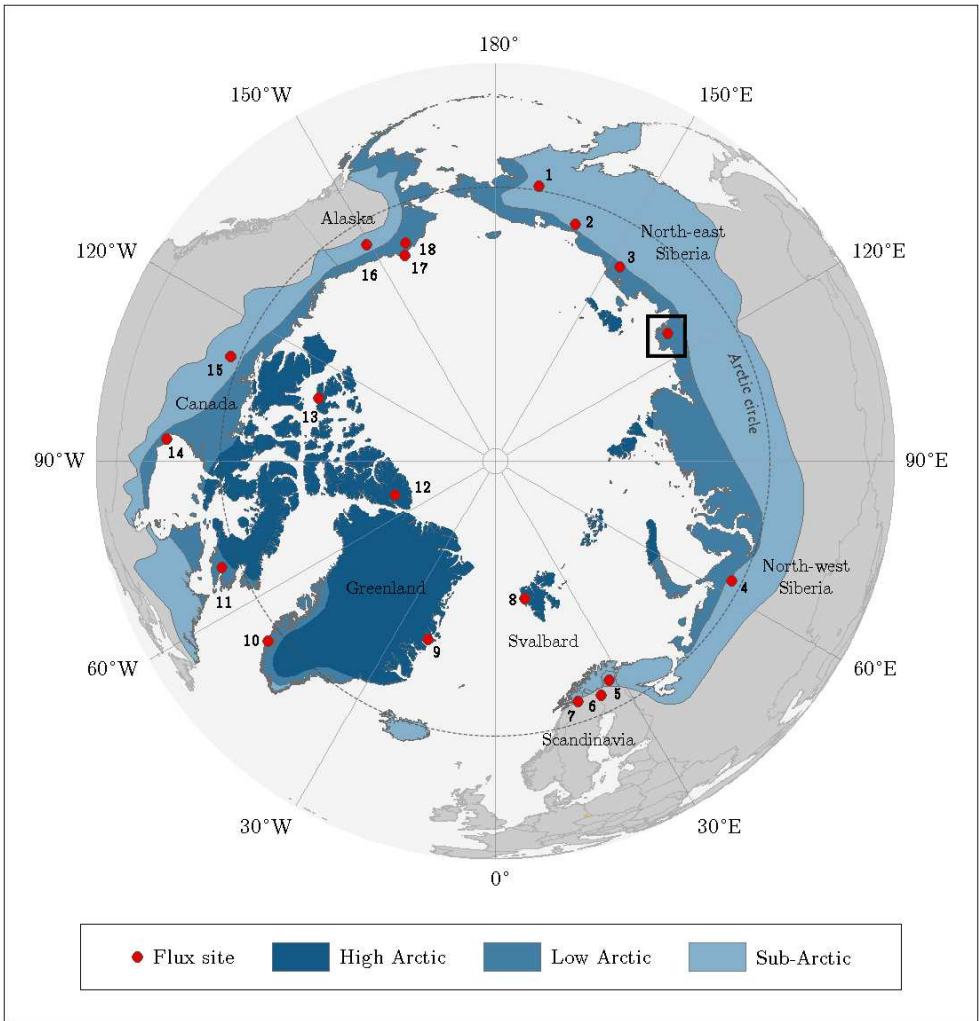 180°
150°W
150°E
1
Alaska
2
North-east
Siberia
120°W
18
120°E
16
17
3
15
Arctic circle
Canada
13
14
90°W
90°E
12
11
Greenland
North-west
Siberia
4
8
10
9
Svalbard
60°W
60°E
5
6
7
Scandinavia
30°W
30°E
0°
Flux site
High Arctic
Low Arctic
Sub-Arctic